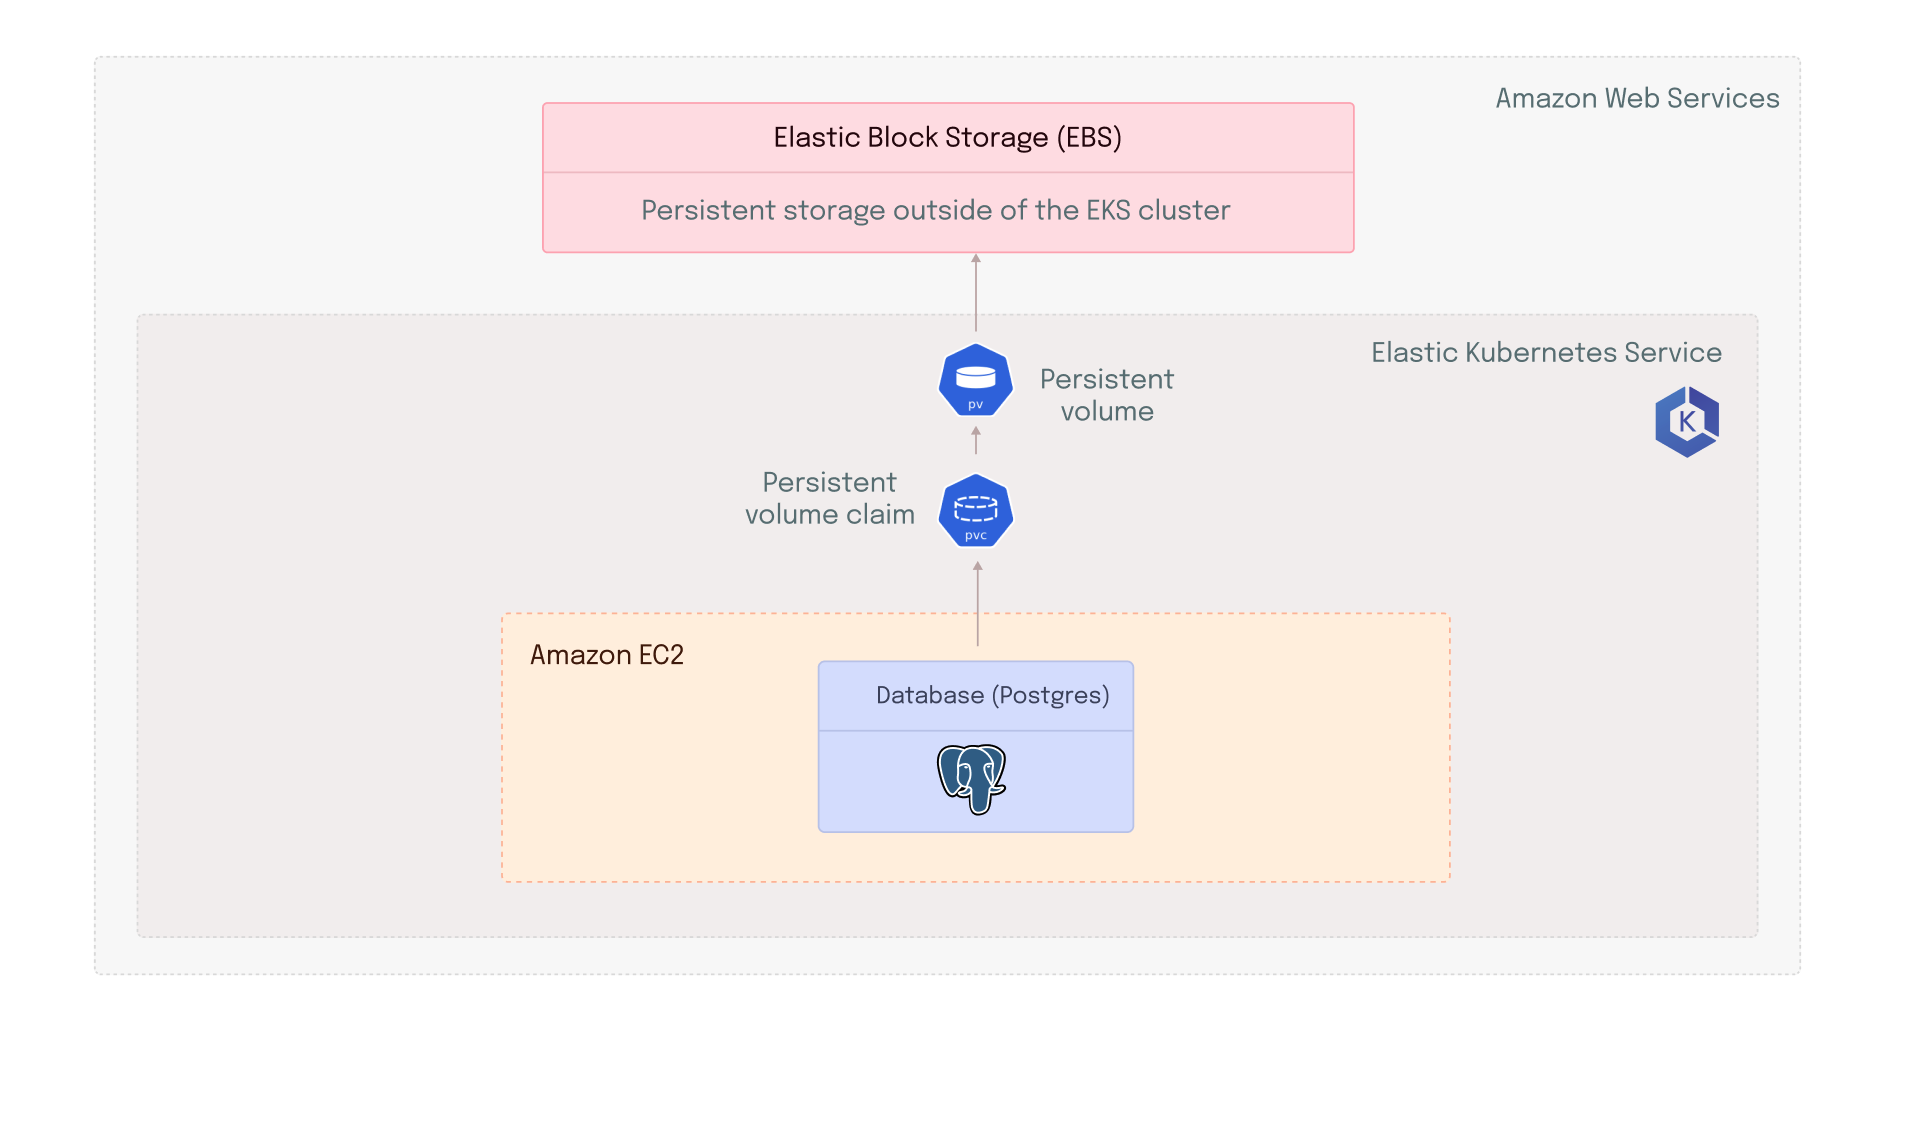 Amazon Web Services
Elastic Block Storage (EBS)
Persistent storage outside of the EKS cluster
Elastic Kubernetes Service
K
Persistent
volume
pv
Persistent
volume claim
pvc
Amazon EC2
Database (Postgres)